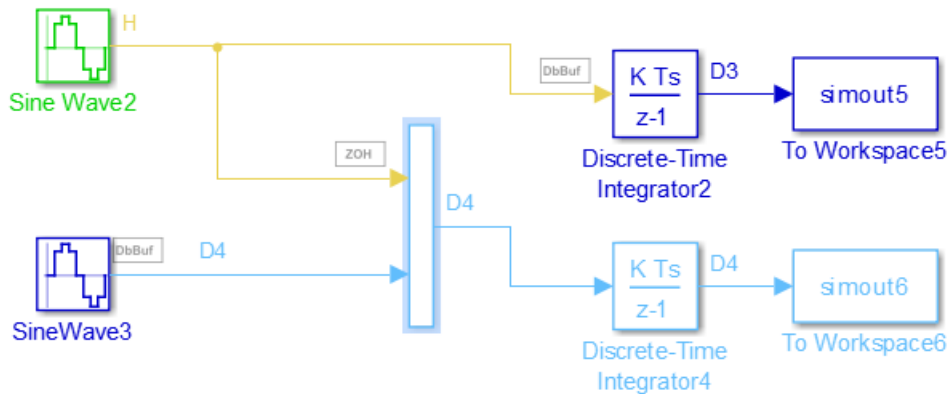 H
Sine Wave2
DbBuf
K Ts
z-1
D3
simout5
Discrete-Time
Integrator2
To Workspace5
ZOH
D4
DbBuf
D4
SineWave3
K Ts
z-1
D4
simout6
Discrete-Time
Integrator4
To Workspace6